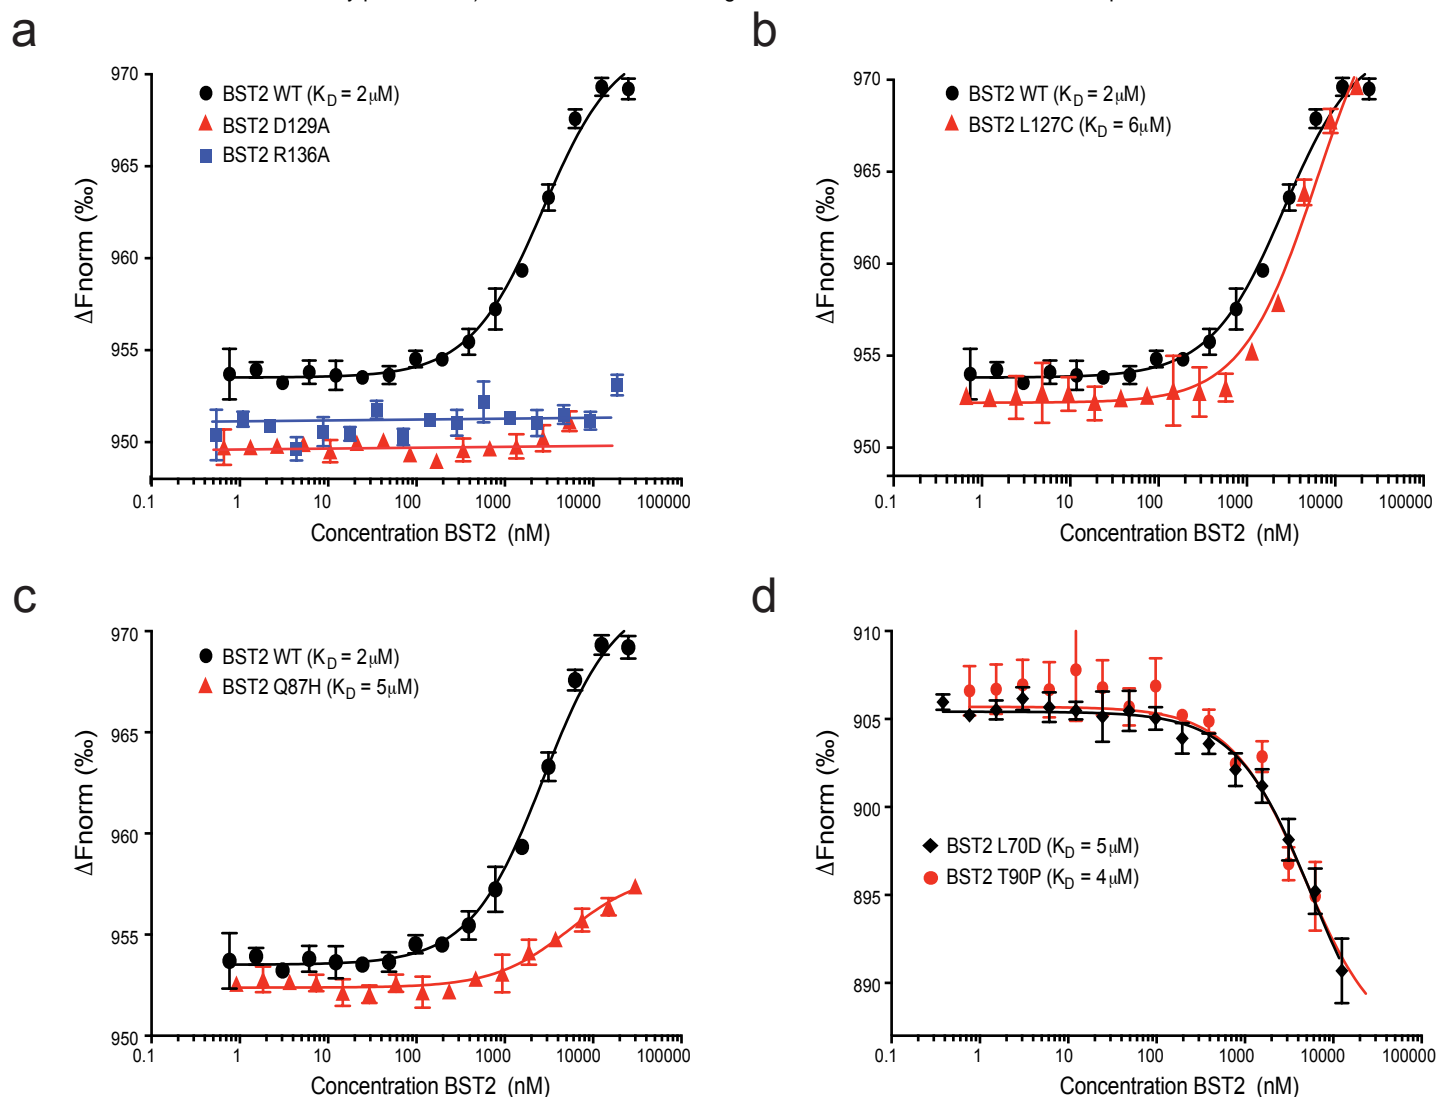 a
970
965
960
955
950
ΔFnorm (‰)
BST2 WT (KD = 2μM)
BST2 D129A
BST2 R136A
0.1 1 10 100 1000 10000 100000
Concentration BST2 (nM)
b
970
965
960
955
950
ΔFnorm (‰)
BST2 WT (KD = 2μM)
BST2 L127C (KD = 6μM)
0.1 1 10 100 1000 10000 100000
Concentration BST2 (nM)
c
970
965
960
955
950
ΔFnorm (‰)
BST2 WT (KD = 2μM)
BST2 Q87H (KD = 5μM)
0.1 1 10 100 1000 10000 100000
Concentration BST2 (nM)
d
910
905
900
895
890
ΔFnorm (‰)
BST2 L70D (KD = 5μM)
BST2 T90P (KD = 4μM)
0.1 1 10 100 1000 10000 100000
Concentration BST2 (nM)